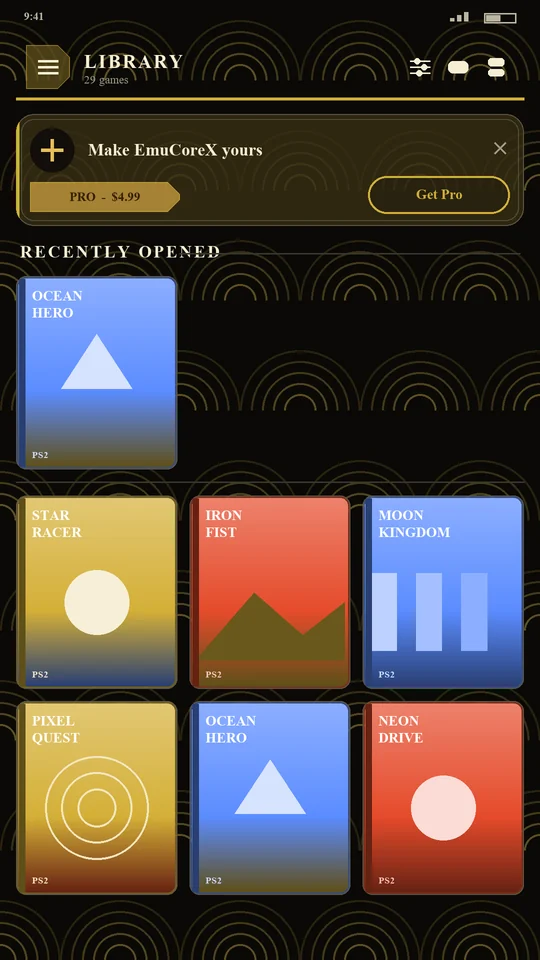 9:41
LIBRARY
29 games
Make EmuCoreX yours
PRO - $4.99
Get Pro
RECENTLY OPENED
OCEAN
HERO
PS2
STAR
RACER
PS2
IRON
FIST
PS2
MOON
KINGDOM
PS2
PIXEL
QUEST
PS2
OCEAN
HERO
PS2
NEON
DRIVE
PS2